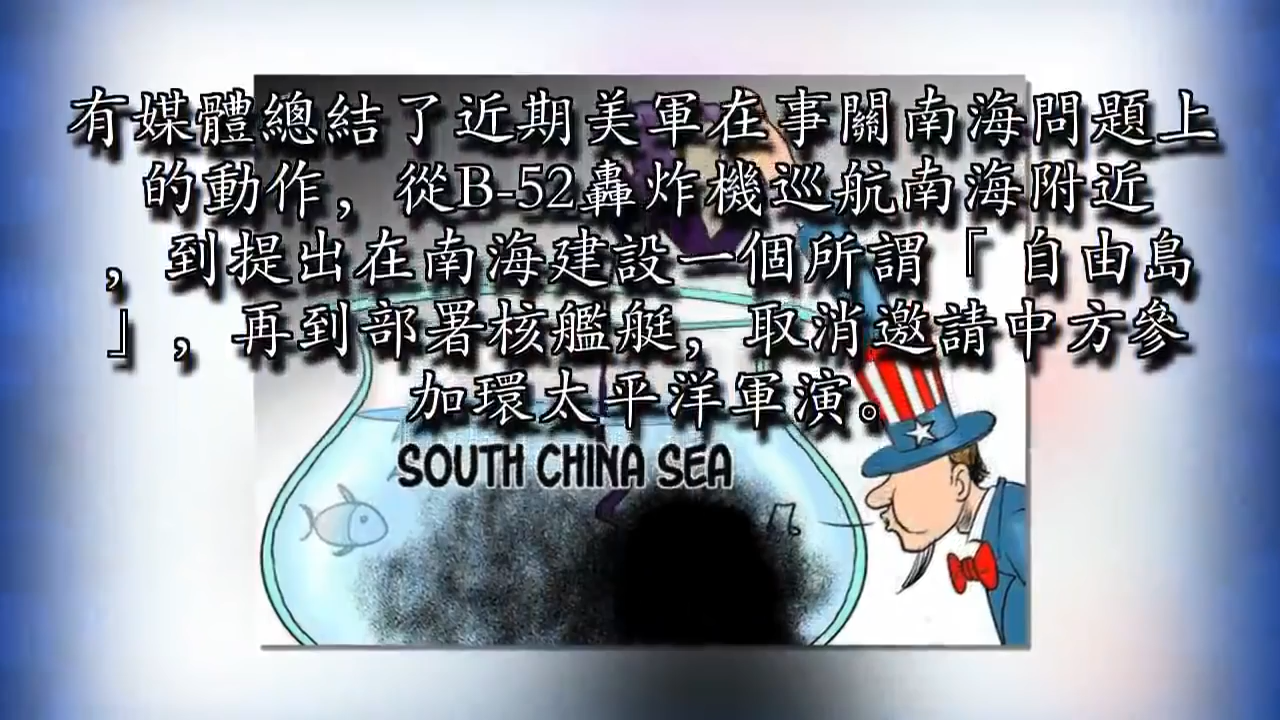 有媒體總結了近期美軍在事關南海問題上
的動作，從B-52轟炸機巡航南海附近
，到提出在南海建設一個所謂「自由島
」，再到部署核艦艇，取消邀請中方參
加環太平洋軍演。
SOUTH CHINA SEA